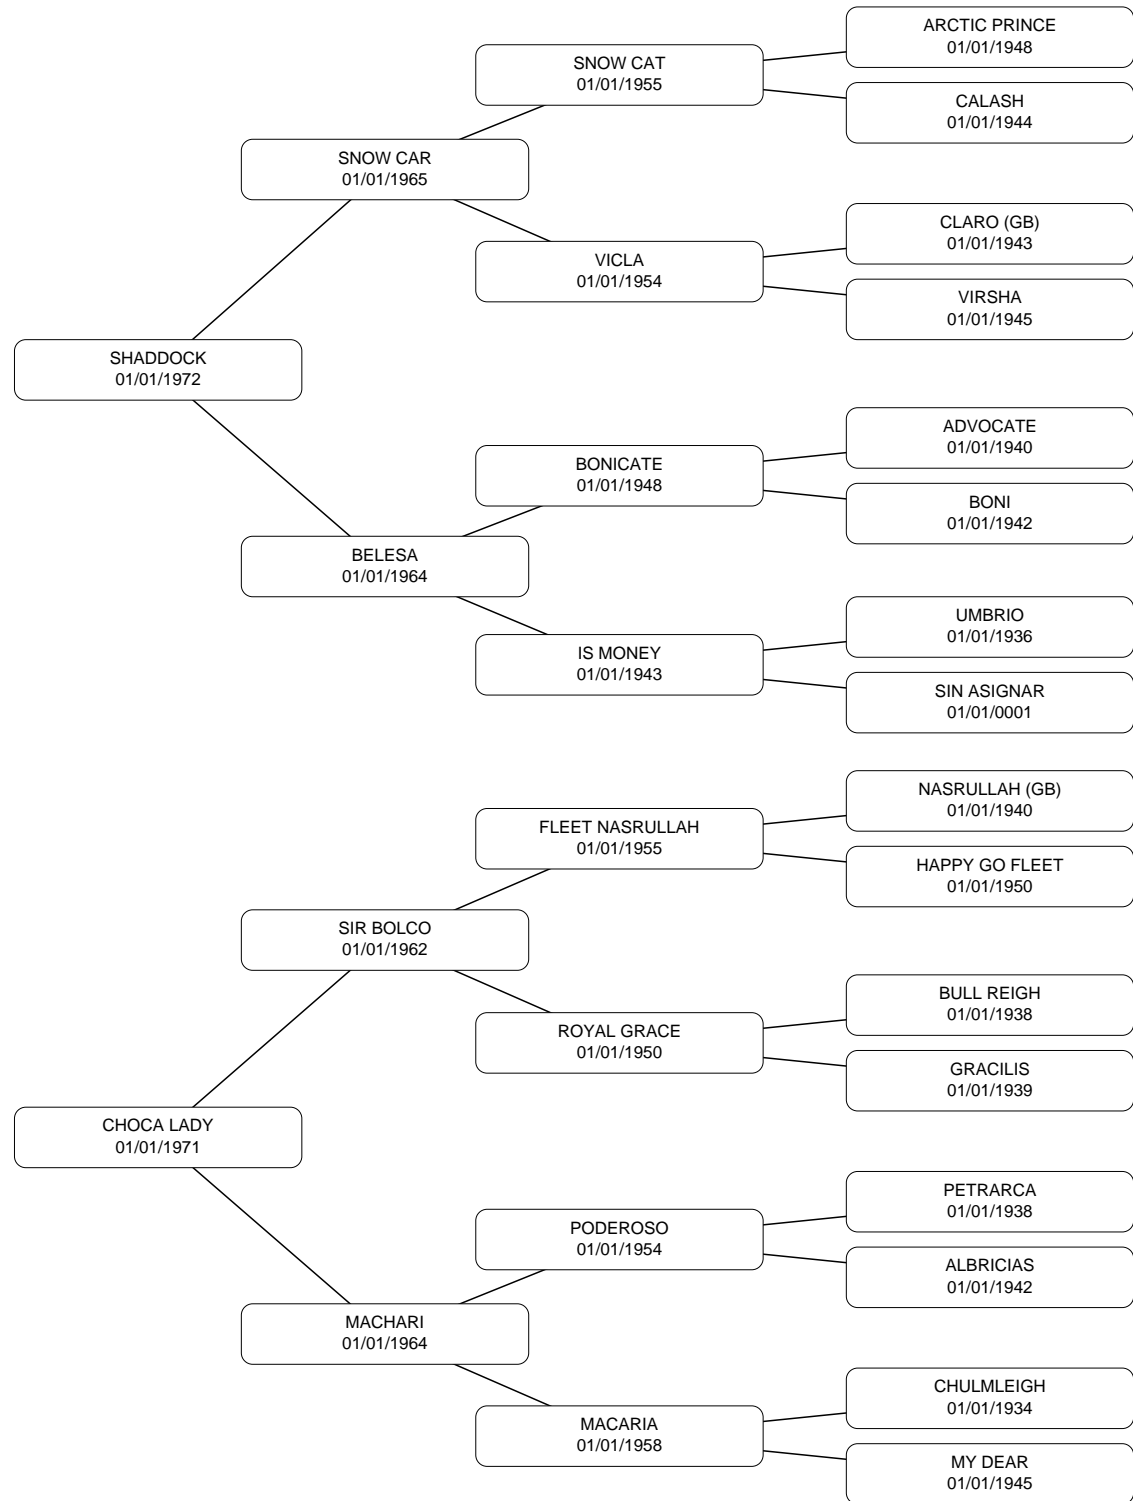 ARCTIC PRINCE
01/01/1948
SNOW CAT
01/01/1955
CALASH
01/01/1944
SNOW CAR
01/01/1965
CLARO (GB)
01/01/1943
VICLA
01/01/1954
VIRSHA
01/01/1945
SHADDOCK
01/01/1972
ADVOCATE
01/01/1940
BONICATE
01/01/1948
BONI
01/01/1942
BELESA
01/01/1964
UMBRIO
01/01/1936
IS MONEY
01/01/1943
SIN ASIGNAR
01/01/0001
NASRULLAH (GB)
01/01/1940
FLEET NASRULLAH
01/01/1955
HAPPY GO FLEET
01/01/1950
SIR BOLCO
01/01/1962
BULL REIGH
01/01/1938
ROYAL GRACE
01/01/1950
GRACILIS
01/01/1939
CHOCA LADY
01/01/1971
PETRARCA
01/01/1938
PODEROSO
01/01/1954
ALBRICIAS
01/01/1942
MACHARI
01/01/1964
CHULMLEIGH
01/01/1934
MACARIA
01/01/1958
MY DEAR
01/01/1945